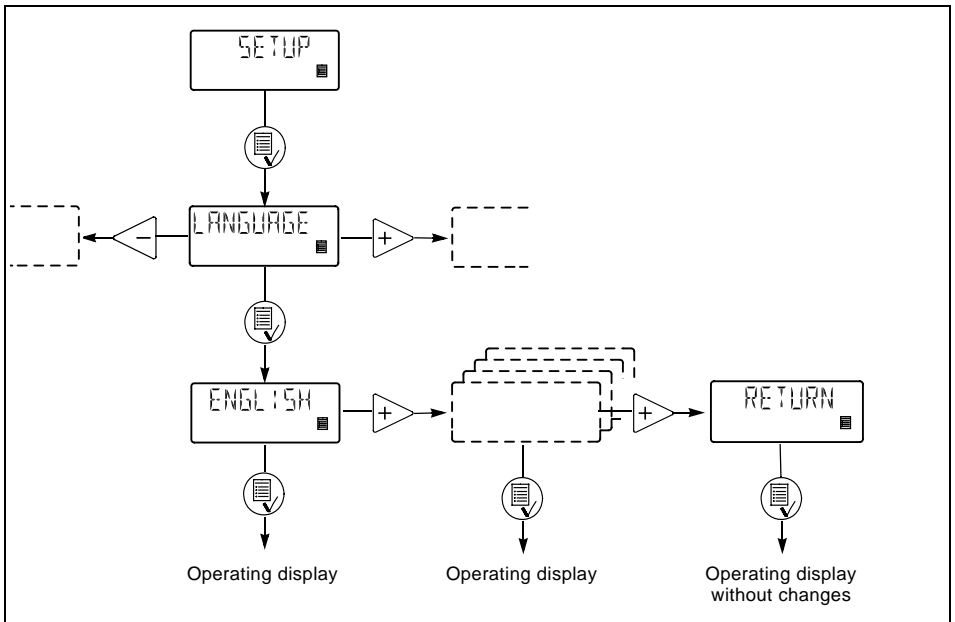 SETUP
LANGUAGE
-
+
ENGLISH
+
+
RETURN
Operating display
Operating display
Operating display
without changes